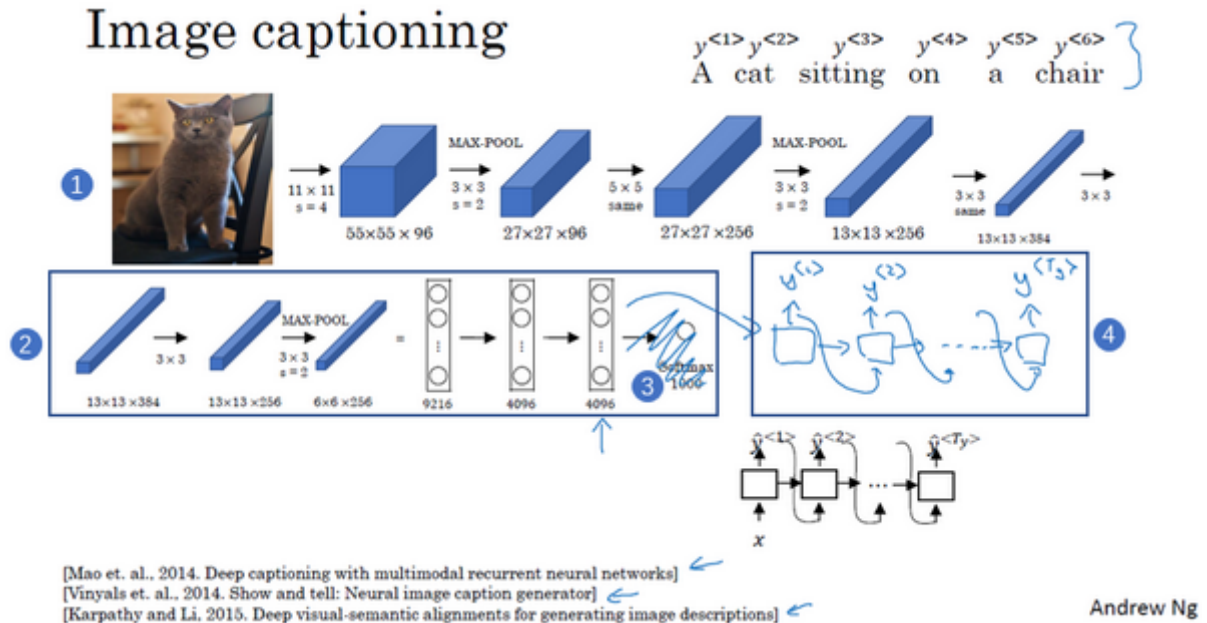 Image captioning
y<1> y<2> y<3> y<4> y<5> y<6>
A cat sitting on a chair
1
11 × 11
s = 4
55×55 × 96
MAX-POOL
3 × 3
s = 2
27×27 ×96
5 × 5
same
27×27 ×256
MAX-POOL
3 × 3
s = 2
13×13 ×256
3 × 3
same
13×13 ×384
3 × 3
2
13×13 ×384
3 × 3
13×13 ×256
MAX-POOL
3 × 3
s = 2
6×6 ×256
=
9216
4096
4096
3
Softmax
1000
y<1> y<2> y<Ty>
4
ŷ<1> ŷ<2> ŷ<Ty>
...
x
[Mao et. al., 2014. Deep captioning with multimodal recurrent neural networks]
[Vinyals et. al., 2014. Show and tell: Neural image caption generator]
[Karpathy and Li, 2015. Deep visual-semantic alignments for generating image descriptions]
Andrew Ng